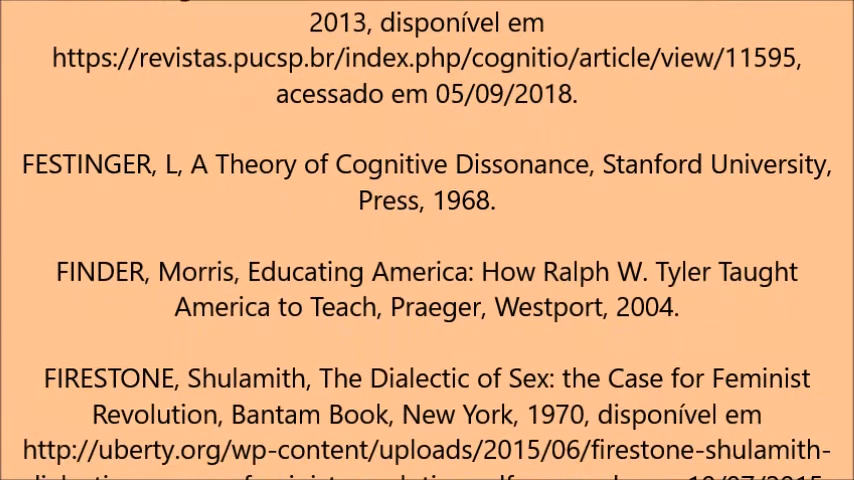 2013, disponível em
https://revistas.pucsp.br/index.php/cognitio/article/view/11595,
acessado em 05/09/2018.
FESTINGER, L, A Theory of Cognitive Dissonance, Stanford University,
Press, 1968.
FINDER, Morris, Educating America: How Ralph W. Tyler Taught
America to Teach, Praeger, Westport, 2004.
FIRESTONE, Shulamith, The Dialectic of Sex: the Case for Feminist
Revolution, Bantam Book, New York, 1970, disponível em
http://uberty.org/wp-content/uploads/2015/06/firestone-shulamith-